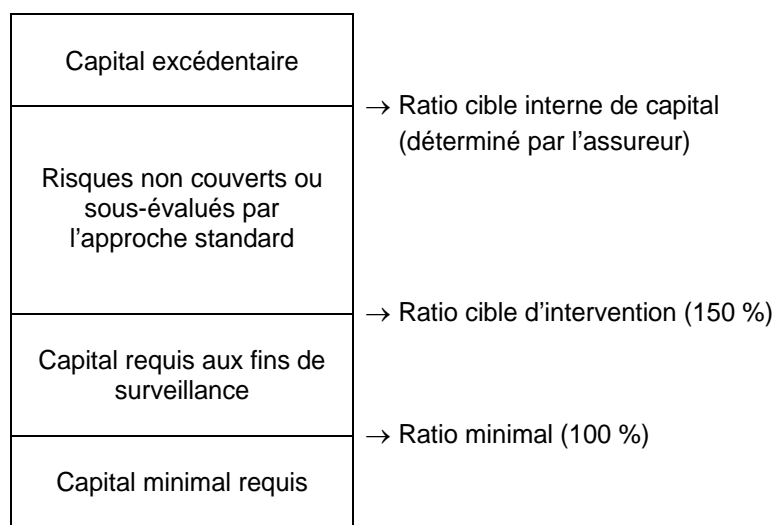 Capital excédentaire
→ Ratio cible interne de capital
(déterminé par l'assureur)
Risques non couverts ou
sous-évalués par
l'approche standard
→ Ratio cible d'intervention (150 %)
Capital requis aux fins de
surveillance
→ Ratio minimal (100 %)
Capital minimal requis